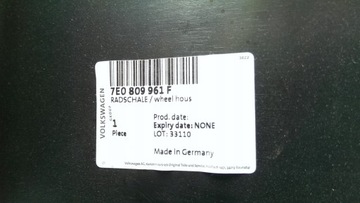 VOLKSWAGEN
7E0 809 961 F
RADSCHALE / wheel hous
1
Piece
Prod. date:
Expiry date: NONE
LOT: 33110
Made in Germany